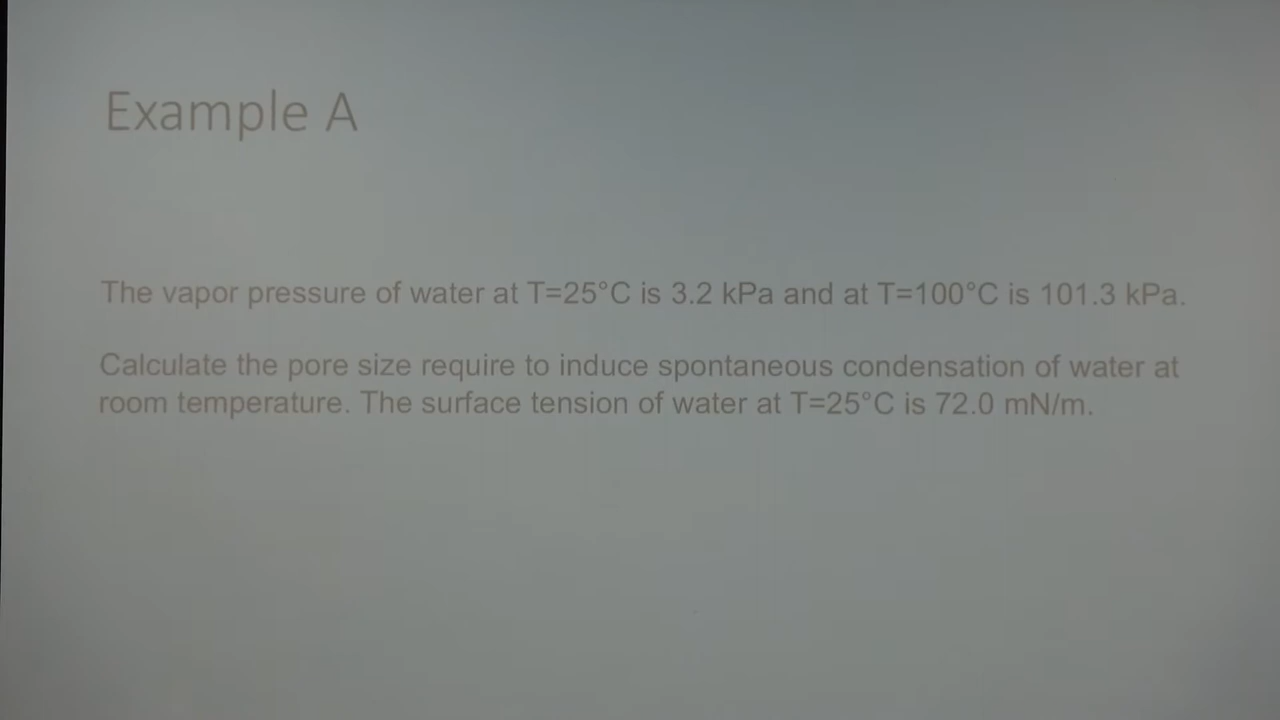 Example A
The vapor pressure of water at T=25°C is 3.2 kPa and at T=100°C is 101.3 kPa.
Calculate the pore size require to induce spontaneous condensation of water at
room temperature. The surface tension of water at T=25°C is 72.0 mN/m.